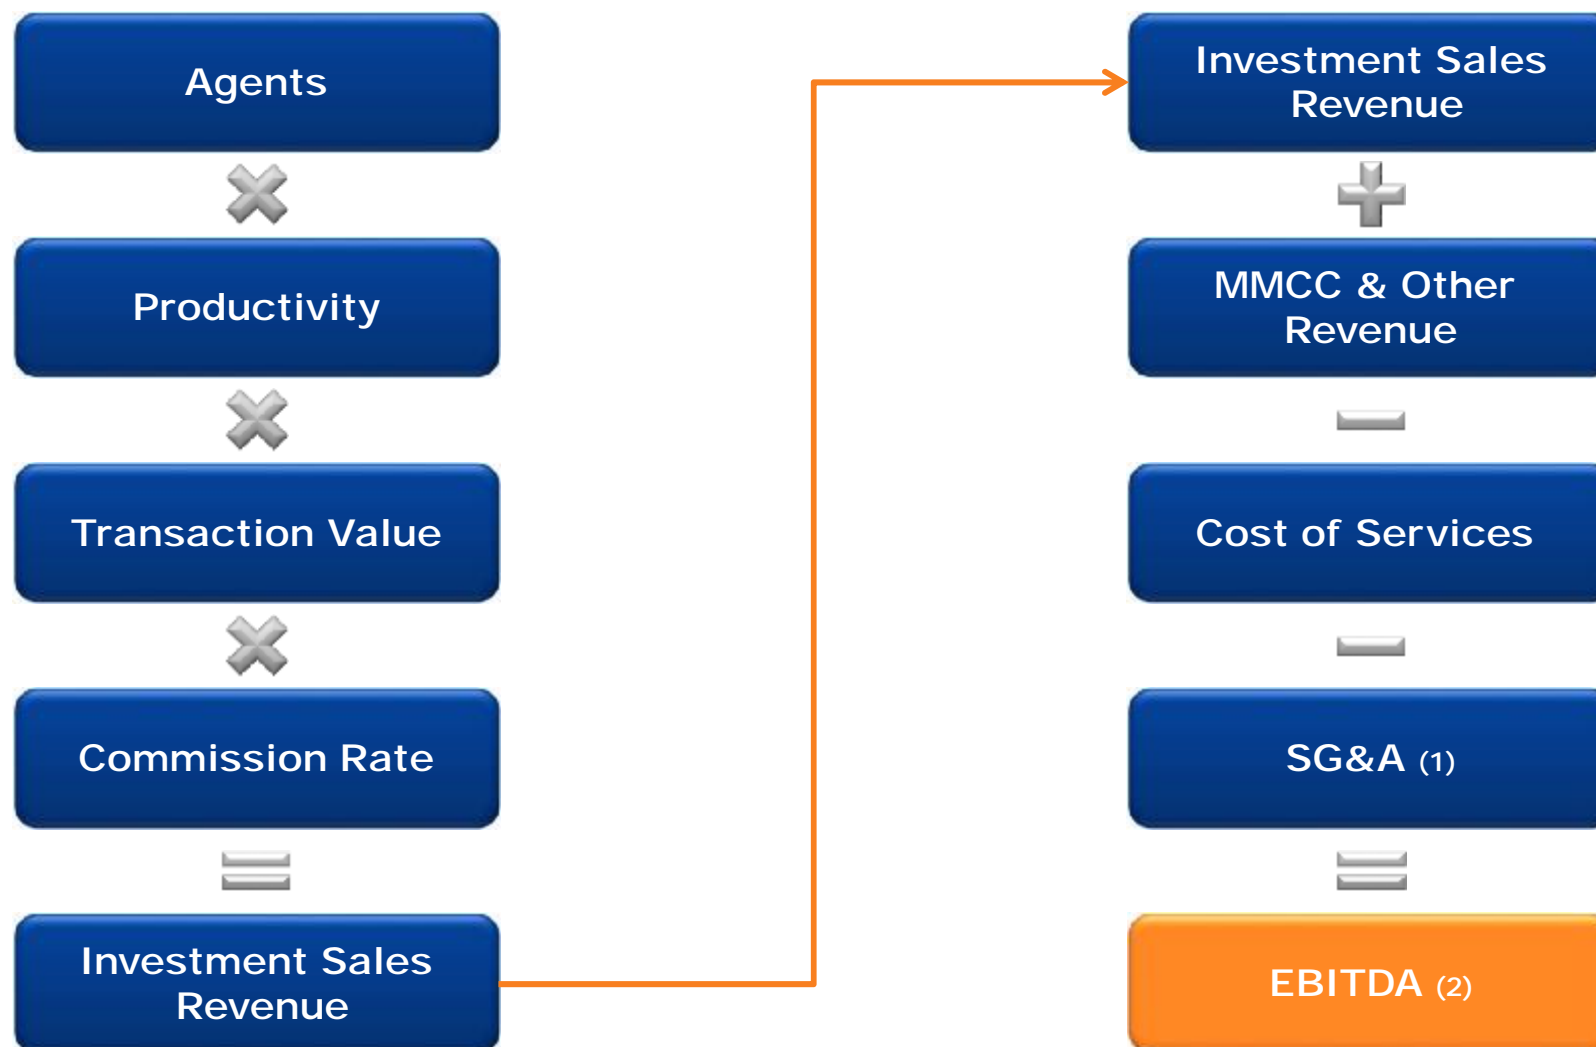 Agents
Productivity
Transaction Value
Commission Rate
Investment Sales
Revenue
Investment Sales
Revenue
MMCC & Other
Revenue
Cost of Services
SG&A (1)
EBITDA (2)